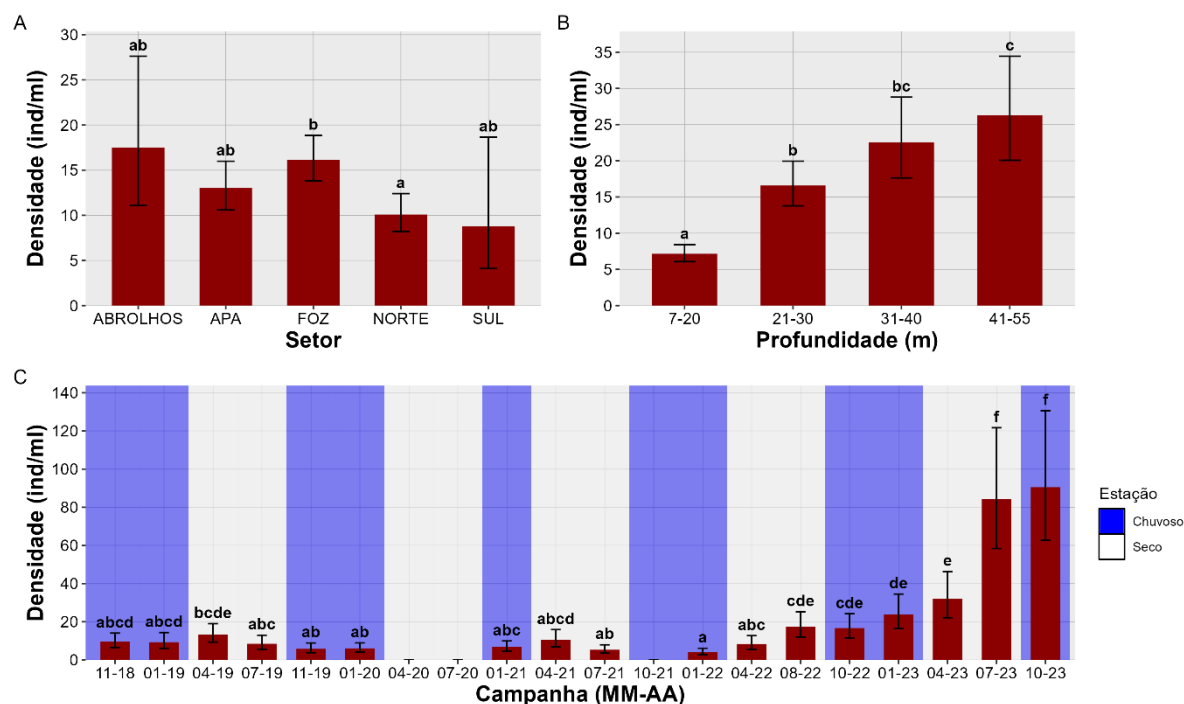 A
Densidade (ind/ml)
30
25
20
15
10
5
0
ab
ab
b
a
ab
ABROLHOS APA FOZ NORTE SUL
Setor
B
Densidade (ind/ml)
35
30
25
20
15
10
5
0
a
b
bc
c
7-20 21-30 31-40 41-55
Profundidade (m)
C
Densidade (ind/ml)
140
120
100
80
60
40
20
0
abcd abcd bcde abc ab ab abc abcd ab a abc cde cde de e f f
11-18 01-19 04-19 07-19 11-19 01-20 04-20 07-20 01-21 04-21 07-21 10-21 01-22 04-22 08-22 10-22 01-23 04-23 07-23 10-23
Campanha (MM-AA)
Estação
Chuvoso
Seco